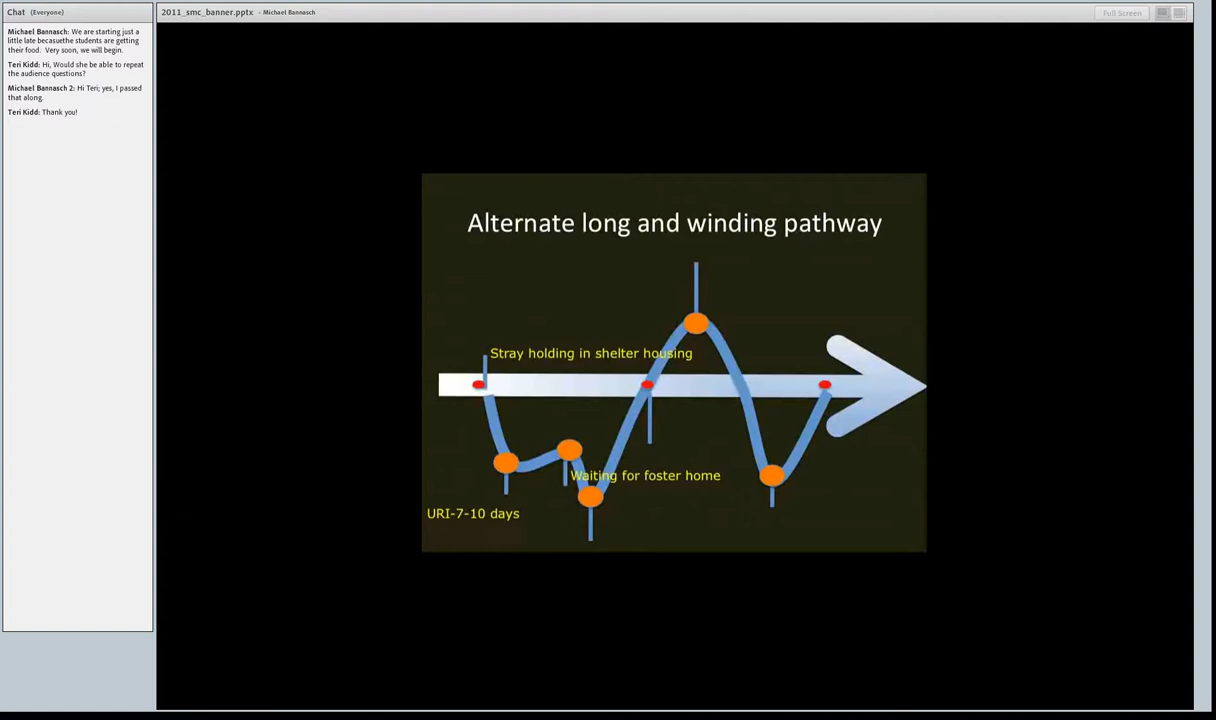 Chat (Everyone)
2011_smc_banner.pptx - Michael Bannasch
Full Screen
Michael Bannasch: We are starting just a
little late becasuethe students are getting
their food. Very soon, we will begin.
Teri Kidd: Hi, Would she be able to repeat
the audience questions?
Michael Bannasch 2: Hi Teri; yes, I passed
that along.
Teri Kidd: Thank you!
Alternate long and winding pathway
Stray holding in shelter housing
Waiting for foster home
URI-7-10 days